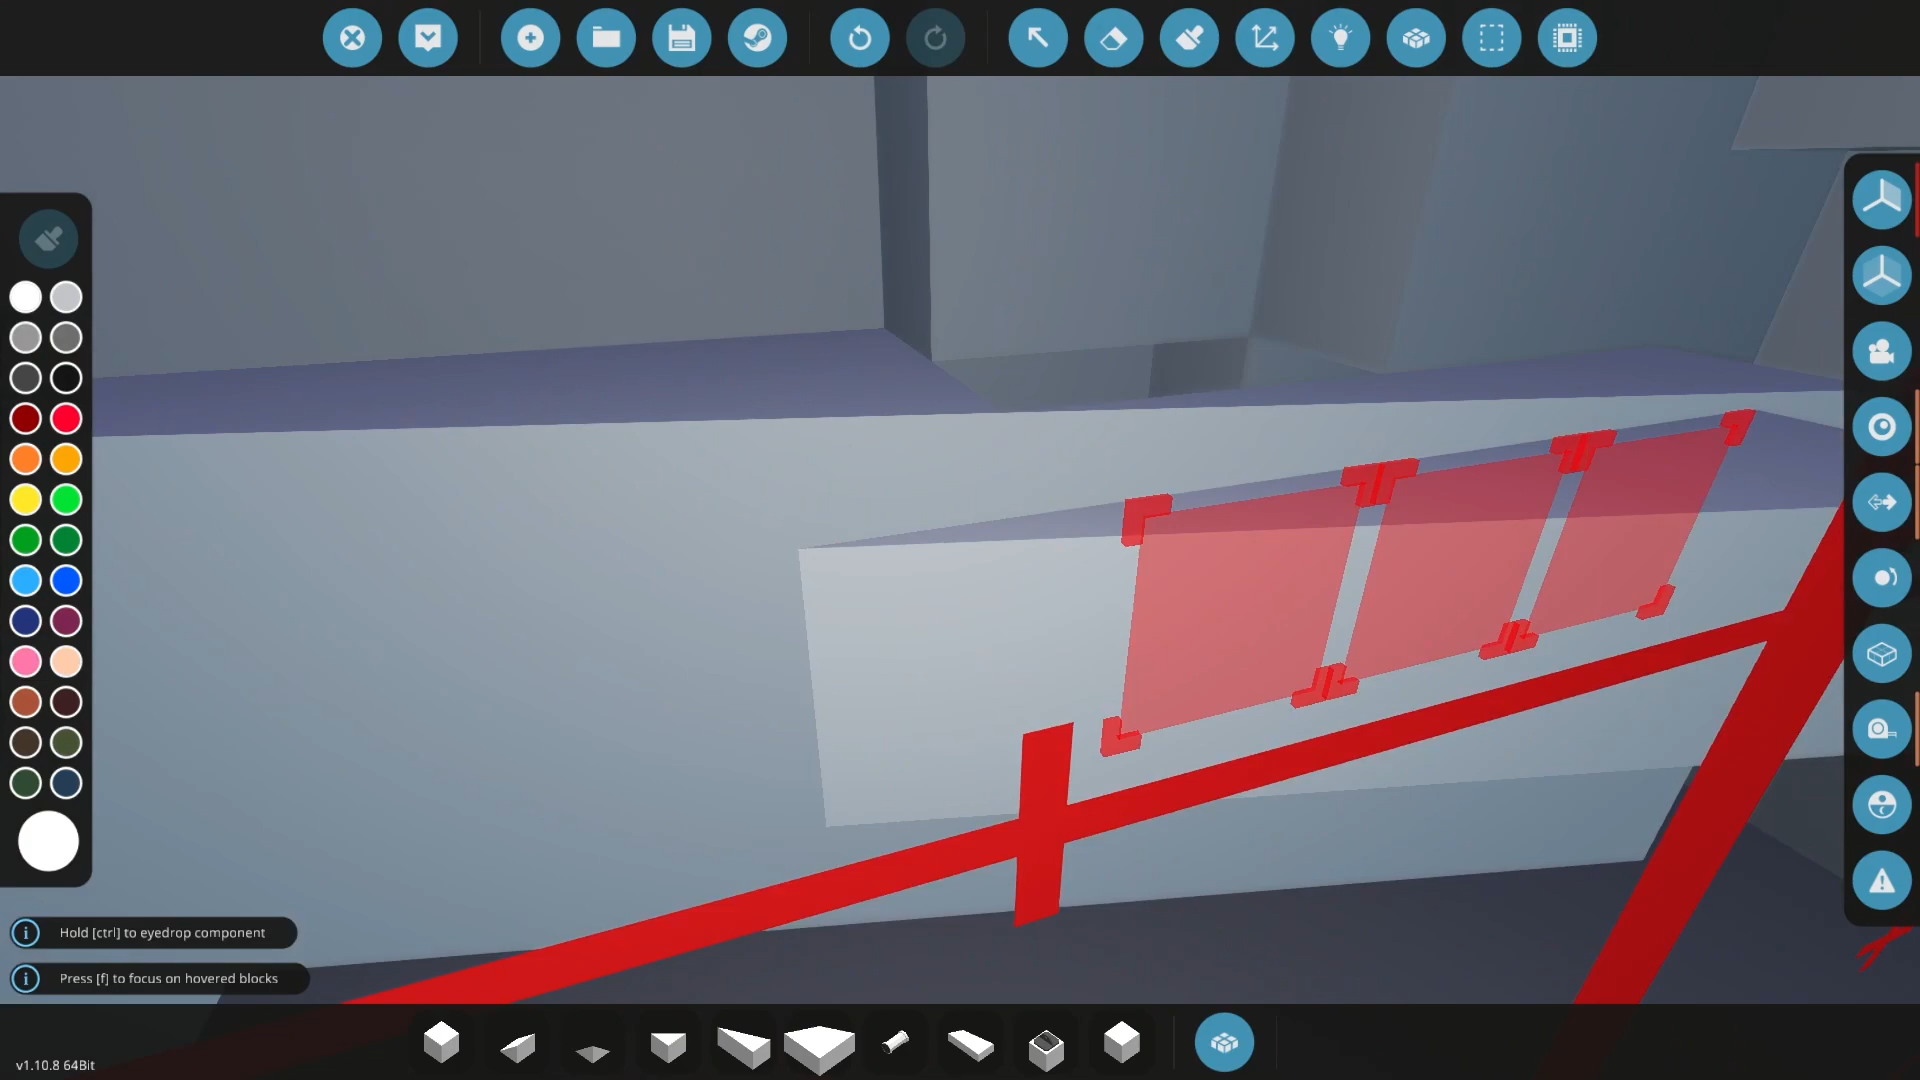 Hold [ctrl] to eyedrop component
Press [f] to focus on hovered blocks
v1.10.8 64Bit